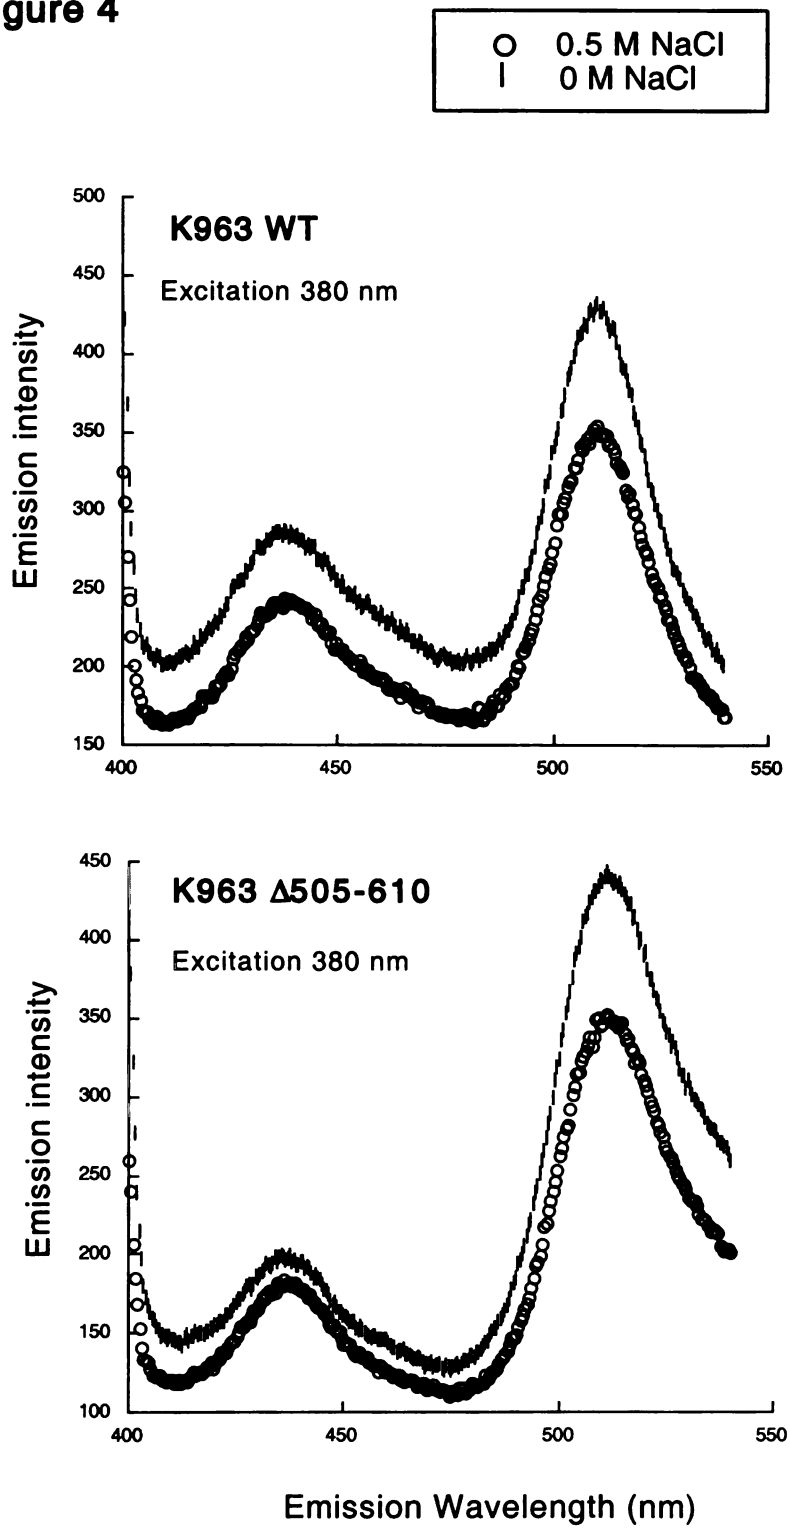 gure 4
0.5 M NaCl
0 M NaCl
500
K963 WT
450
Excitation 380 nm
400
350
300
250
200
150
Emission intensity
400 450 500 550
450
K963 Δ505-610
400
Excitation 380 nm
350
300
250
200
150
100
Emission intensity
400 450 500 550
Emission Wavelength (nm)